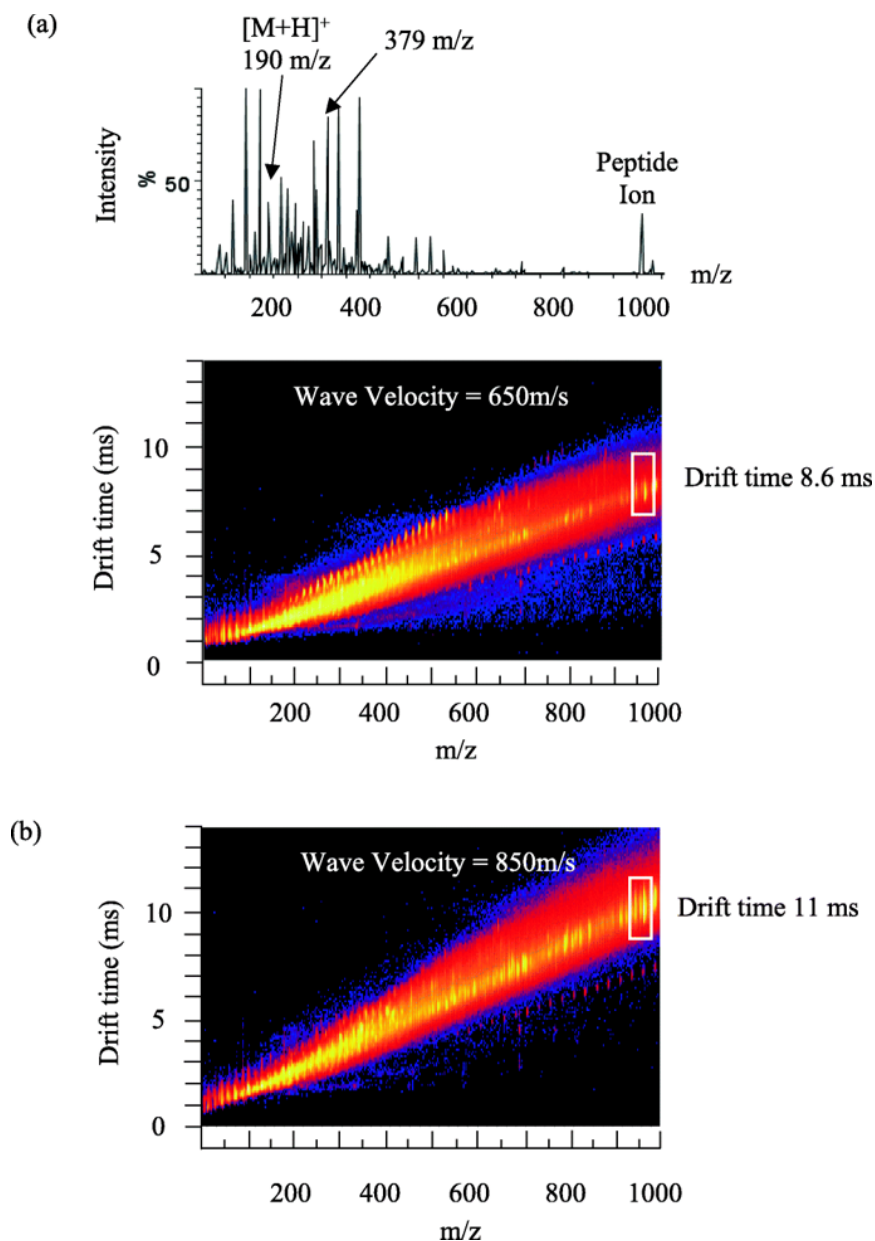 (a)
[M+H]+
190 m/z
379 m/z
Peptide
Ion
Intensity
%
50
m/z
200 400 600 800 1000
Wave Velocity = 650m/s
Drift time (ms)
10
5
0
Drift time 8.6 ms
200 400 600 800 1000
m/z
(b)
Wave Velocity = 850m/s
Drift time (ms)
10
5
0
Drift time 11 ms
200 400 600 800 1000
m/z